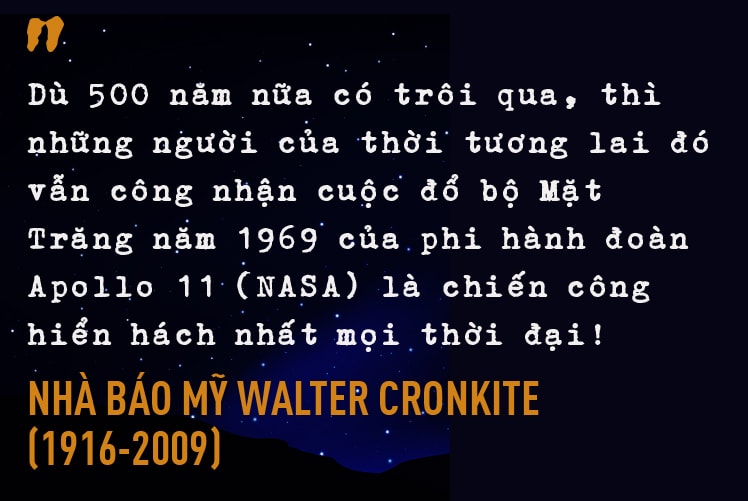 Dù 500 năm nữa có trôi qua, thì
những người của thời tương lai đó
vẫn công nhận cuộc đổ bộ Mặt
Trăng năm 1969 của phi hành đoàn
Apollo 11 (NASA) là chiến công
hiển hách nhất mọi thời đại!
NHÀ BÁO MỸ WALTER CRONKITE
(1916-2009)